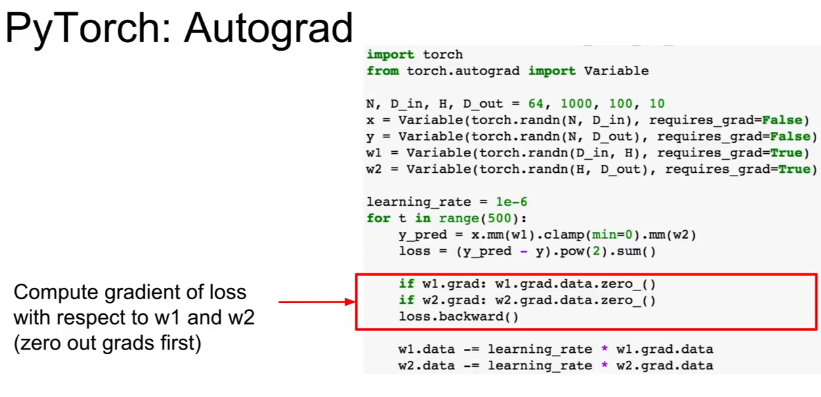 PyTorch: Autograd
import torch
from torch.autograd import Variable
N, D_in, H, D_out = 64, 1000, 100, 10
x = Variable(torch.randn(N, D_in), requires_grad=False)
y = Variable(torch.randn(N, D_out), requires_grad=False)
w1 = Variable(torch.randn(D_in, H), requires_grad=True)
w2 = Variable(torch.randn(H, D_out), requires_grad=True)
learning_rate = 1e-6
for t in range(500):
    y_pred = x.mm(w1).clamp(min=0).mm(w2)
    loss = (y_pred - y).pow(2).sum()
    if w1.grad: w1.grad.data.zero_()
    if w2.grad: w2.grad.data.zero_()
    loss.backward()
    w1.data -= learning_rate * w1.grad.data
    w2.data -= learning_rate * w2.grad.data
Compute gradient of loss
with respect to w1 and w2
(zero out grads first)